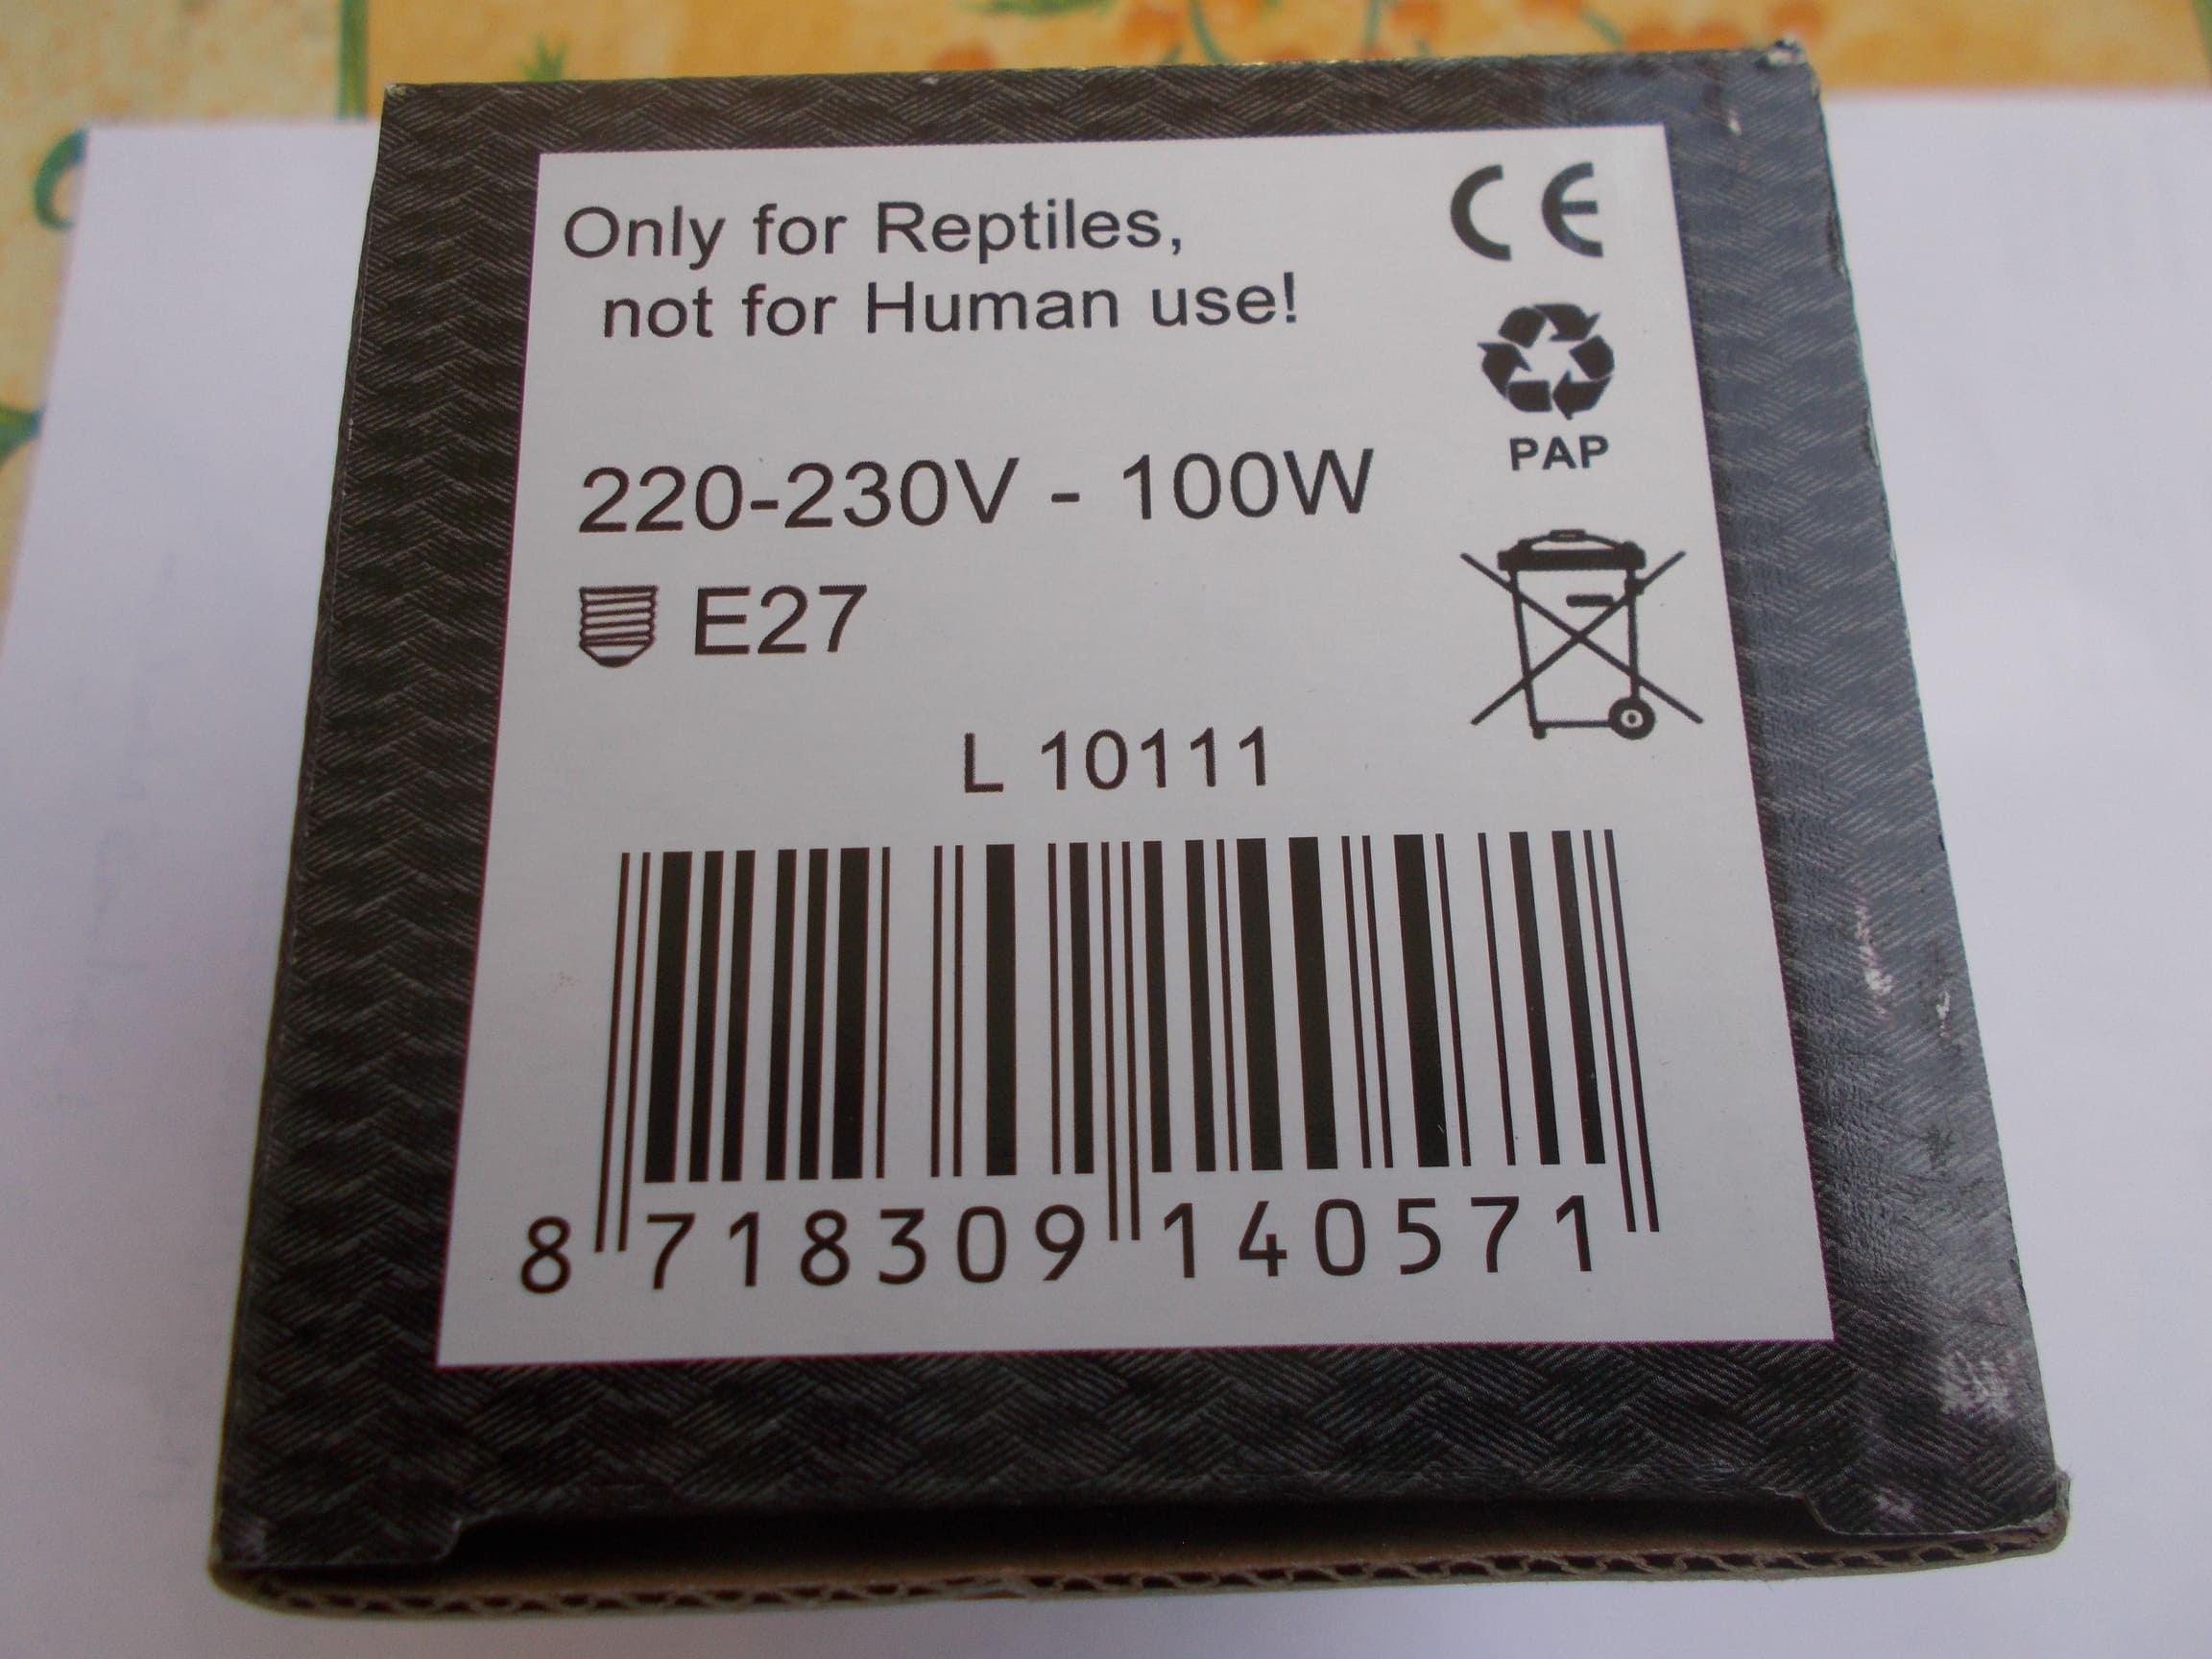 Only for Reptiles,
not for Human use!
CE
PAP
220-230V - 100W
E27
L 10111
8 718309 140571